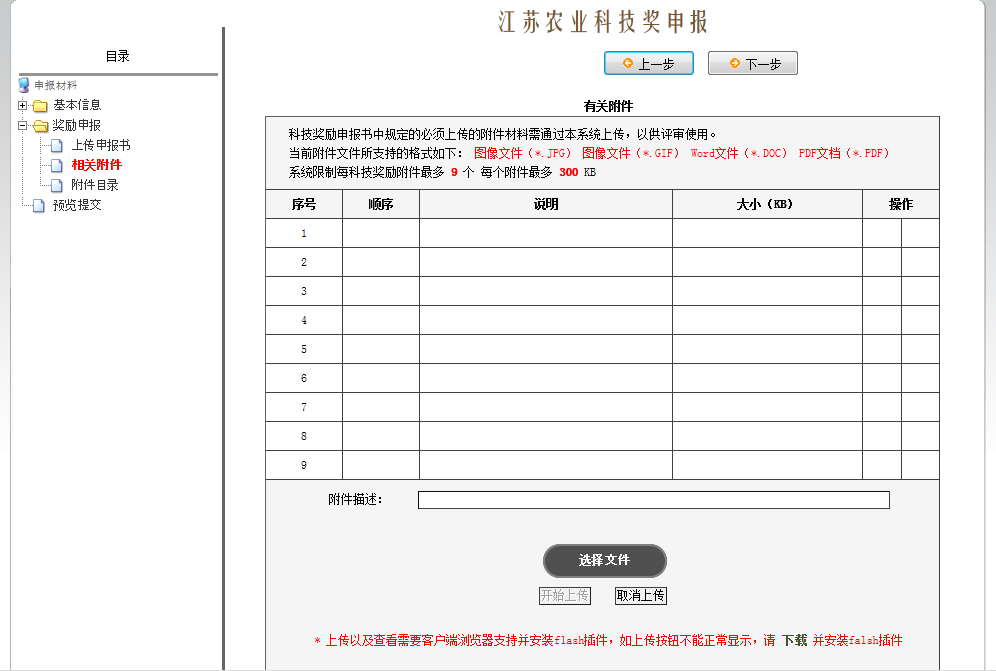 江苏农业科技奖申报
目录
申报材料
基本信息
奖励申报
上传申报书
相关附件
附件目录
预览提交
上一步 下一步
有关附件
科技奖励申报书中规定的必须上传的附件材料需通过本系统上传，以供评审使用。
当前附件文件所支持的格式如下： 图像文件（*.JPG） 图像文件（*.GIF） Word文件（*.DOC） PDF文档（*.PDF）
系统限制每科技奖励附件最多 9 个 每个附件最多 300 KB
序号 顺序 说明 大小（KB） 操作
1
2
3
4
5
6
7
8
9
附件描述：
选择文件
开始上传 取消上传
* 上传以及查看需要客户端浏览器支持并安装flash插件，如上传按钮不能正常显示，请 下载 并安装falsh插件